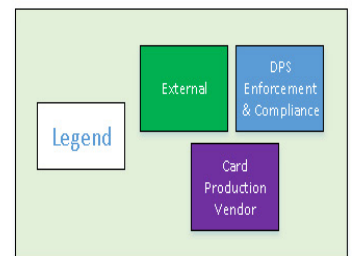 External
DPS
Enforcement
& Compliance
Legend
Card
Production
Vendor